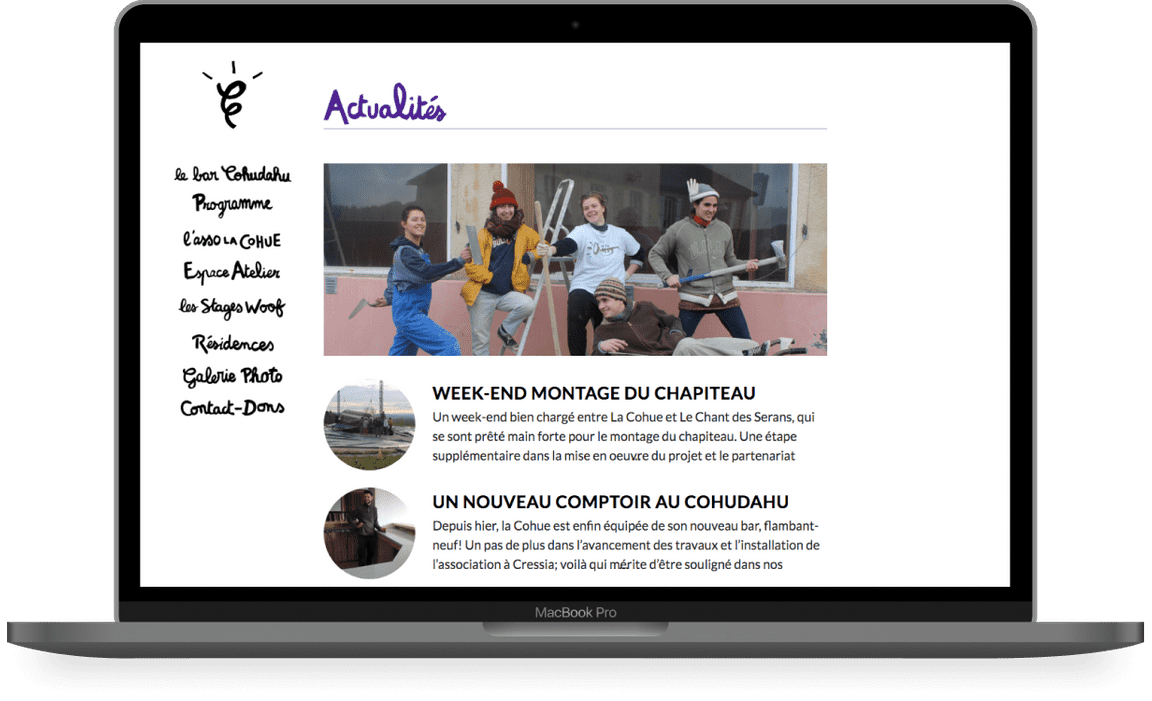 Actualités
le bar Cohudahu
Programme
l'asso LA COHUE
Espace Atelier
les Stages Woof
Résidences
Galerie Photo
Contact-Dons
WEEK-END MONTAGE DU CHAPITEAU
Un week-end bien chargé entre La Cohue et Le Chant des Serans, qui
se sont prêté main forte pour le montage du chapiteau. Une étape
supplémentaire dans la mise en oeuvre du projet et le partenariat
UN NOUVEAU COMPTOIR AU COHUDAHU
Depuis hier, la Cohue est enfin équipée de son nouveau bar, flambant-
neuf! Un pas de plus dans l'avancement des travaux et l'installation de
l'association à Cressia; voilà qui mérite d'être souligné dans nos
MacBook Pro